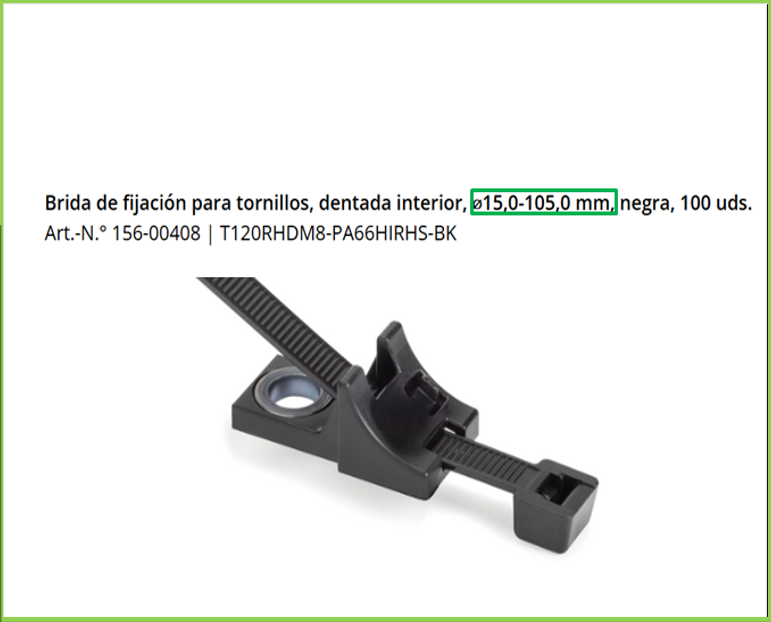 Brida de fijación para tornillos, dentada interior, ø15,0-105,0 mm, negra, 100 uds.
Art.-N.° 156-00408 | T120RHDM8-PA66HIRHS-BK